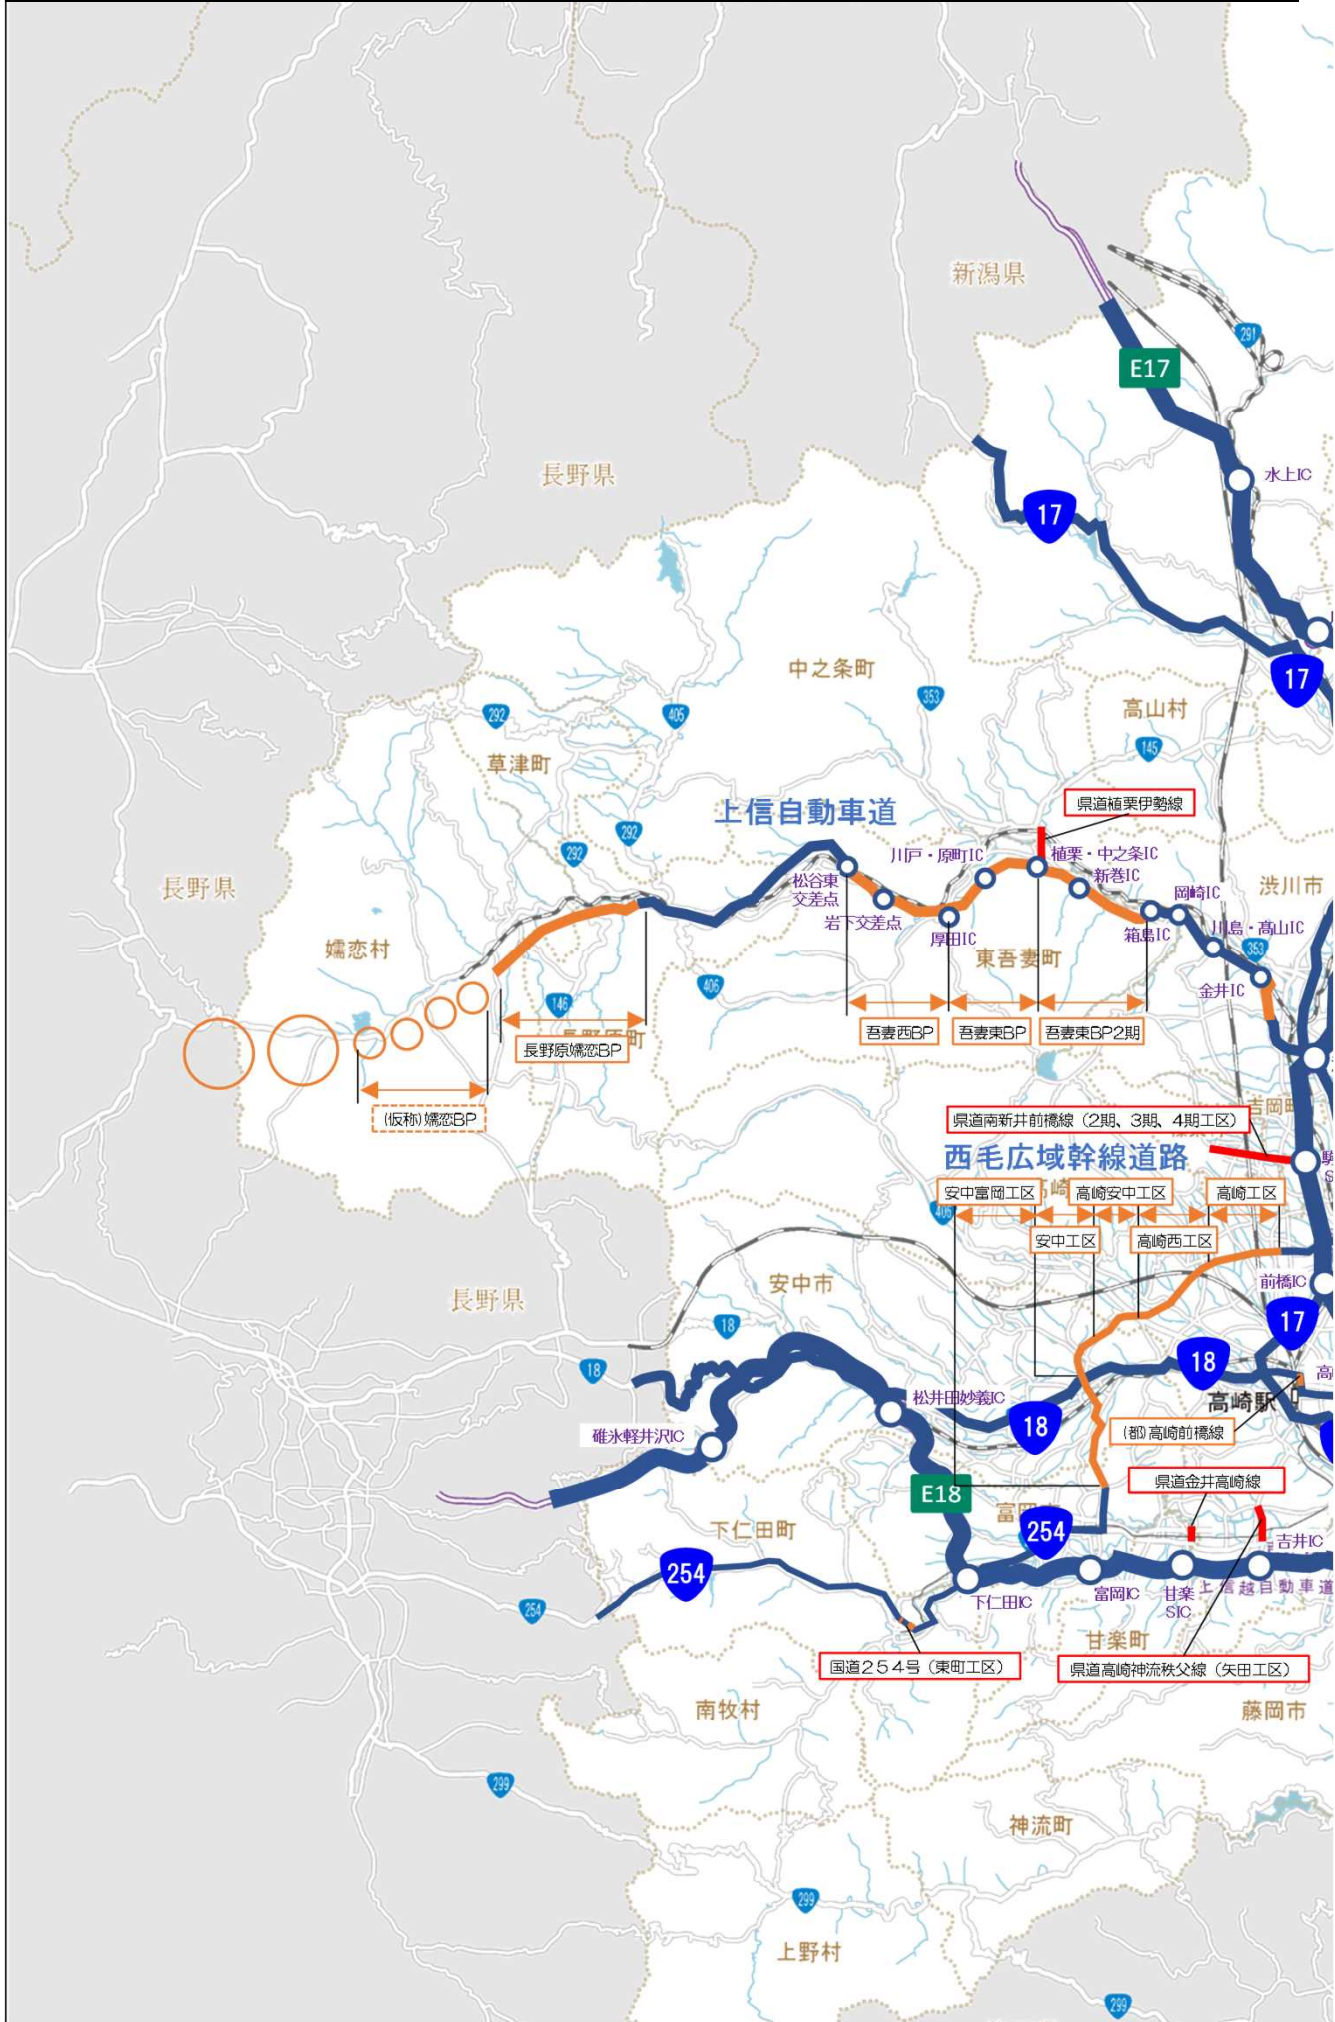 新潟県
291
E17
長野県
水上IC
17
中之条町
353
17
高山村
292
405
145
草津町
上信自動車道
県道植栗伊勢線
292
292
川戸・原町IC
植栗・中之条IC
長野県
松谷東
交差点
新巻IC
渋川市
岡崎IC
岩下交差点
箱島IC
川島・高山IC
厚田IC
嬬恋村
東吾妻町
353
406
金井IC
146
吾妻西BP
吾妻東BP
吾妻東BP2期
長野原嬬恋BP
(仮称)嬬恋BP
県道南新井前橋線（2期、3期、4期工区）
西毛広域幹線道路
安中富岡工区
高崎安中工区
高崎工区
406
安中工区
高崎西工区
前橋IC
安中市
長野県
18
17
18
18
高崎駅
松井田妙義IC
18
(都)高崎前橋線
碓氷軽井沢IC
県道金井高崎線
E18
下仁田町
254
吉井IC
254
254
下仁田IC
富岡IC
甘楽
SIC
上信越自動車道
甘楽町
国道254号（東町工区）
県道高崎神流秩父線（矢田工区）
南牧村
藤岡市
299
神流町
299
上野村
299